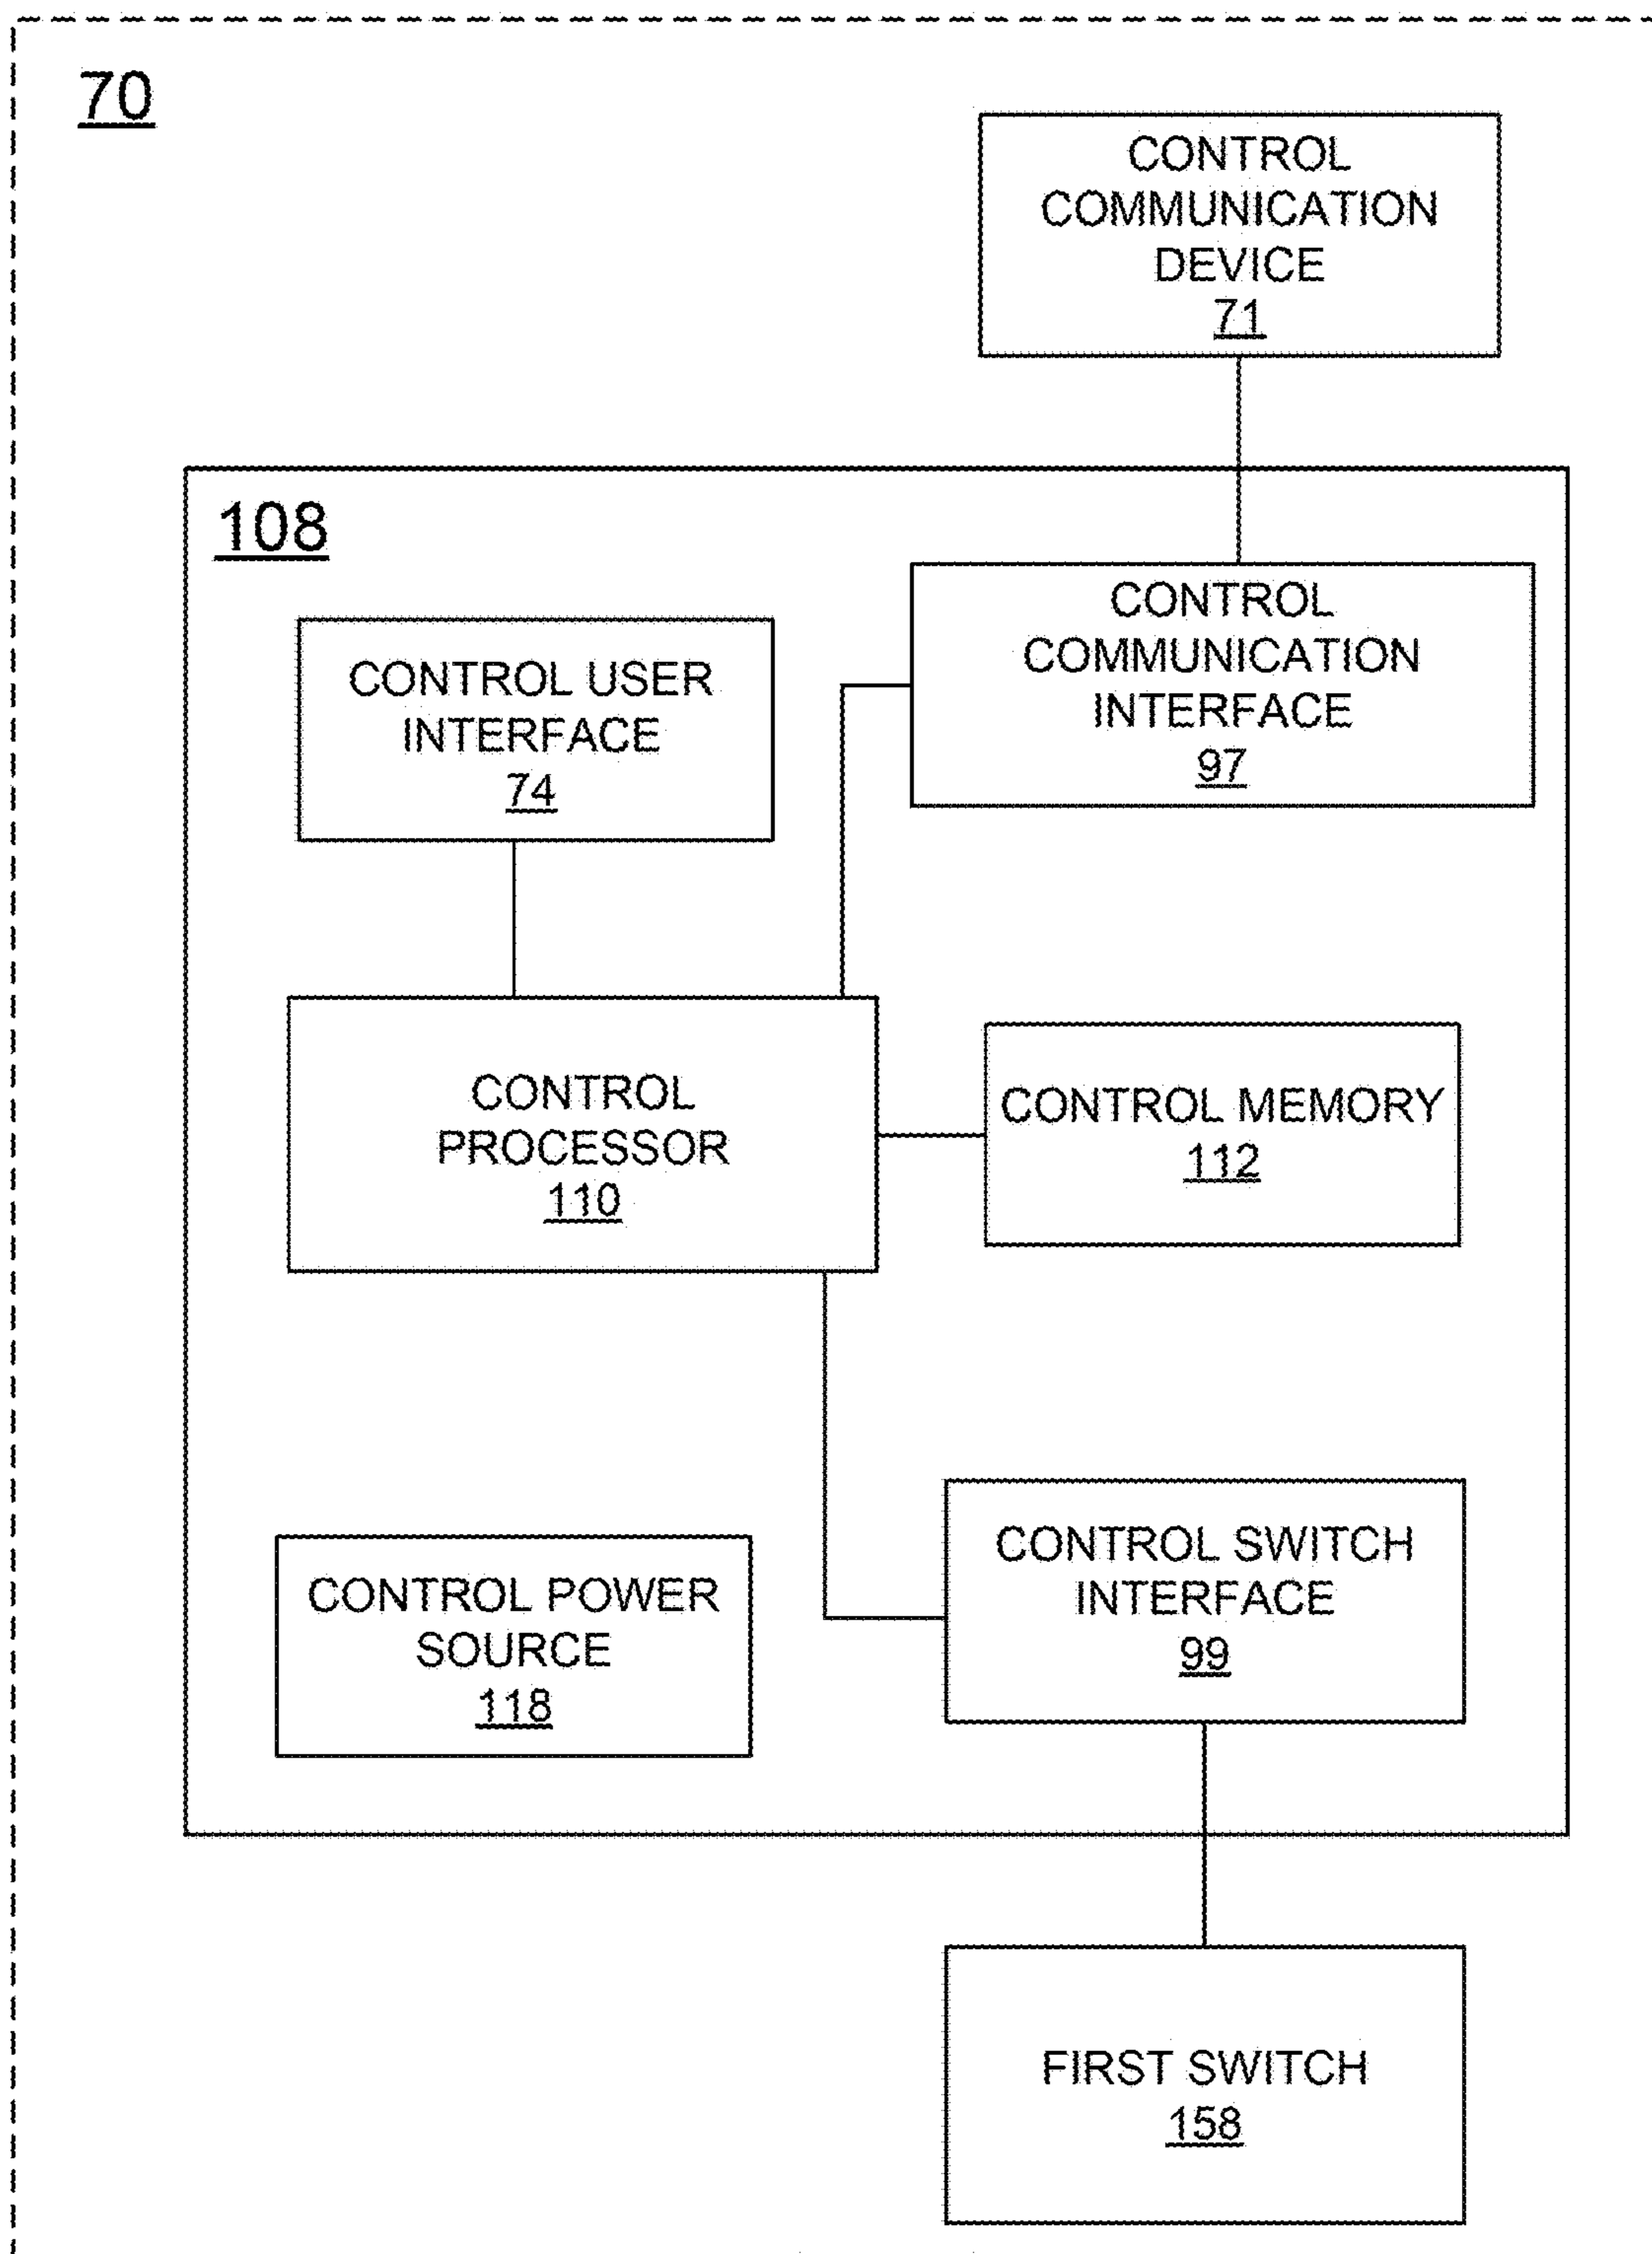 70
CONTROL
COMMUNICATION
DEVICE
71
108
CONTROL USER
INTERFACE
74
CONTROL
COMMUNICATION
INTERFACE
97
CONTROL
PROCESSOR
110
CONTROL MEMORY
112
CONTROL POWER
SOURCE
118
CONTROL SWITCH
INTERFACE
99
FIRST SWITCH
158